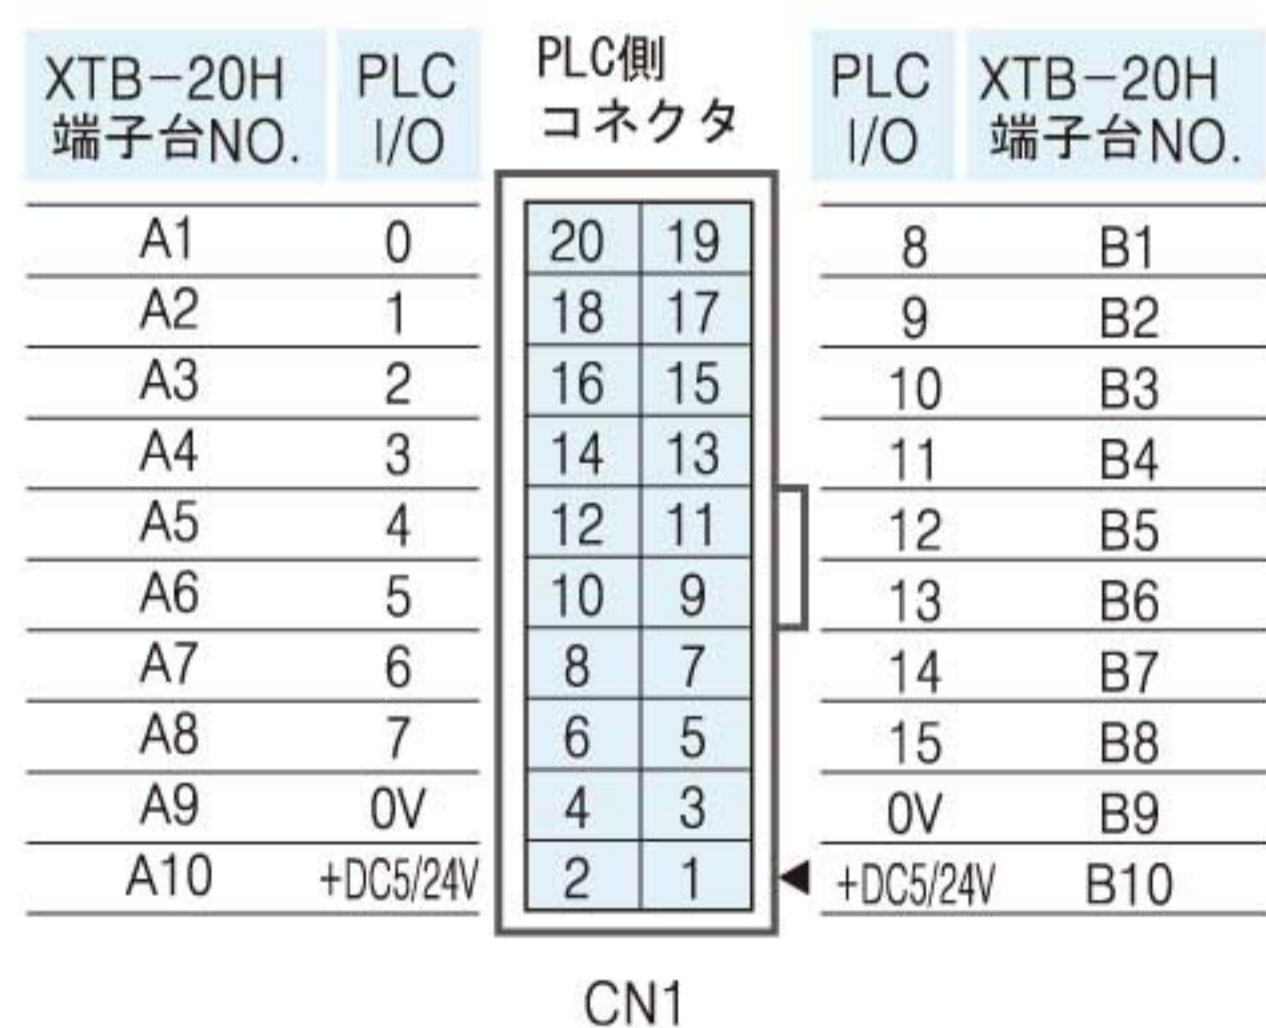 XTB-20H 端子台NO. PLC I/O PLC側 コネクタ PLC I/O XTB-20H 端子台NO.
A1 0 20 19 8 B1
A2 1 18 17 9 B2
A3 2 16 15 10 B3
A4 3 14 13 11 B4
A5 4 12 11 12 B5
A6 5 10 9 13 B6
A7 6 8 7 14 B7
A8 7 6 5 15 B8
A9 0V 4 3 0V B9
A10 +DC5/24V 2 1 +DC5/24V B10
CN1